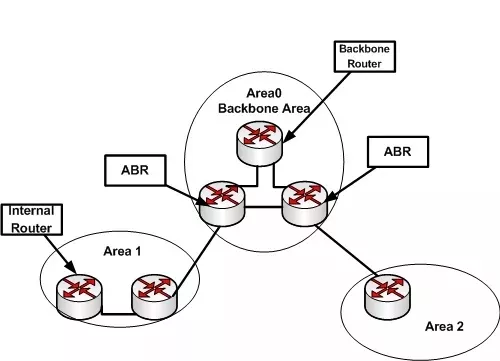 Backbone
Router
Area0
Backbone Area
ABR
ABR
Internal
Router
Area 1
Area 2